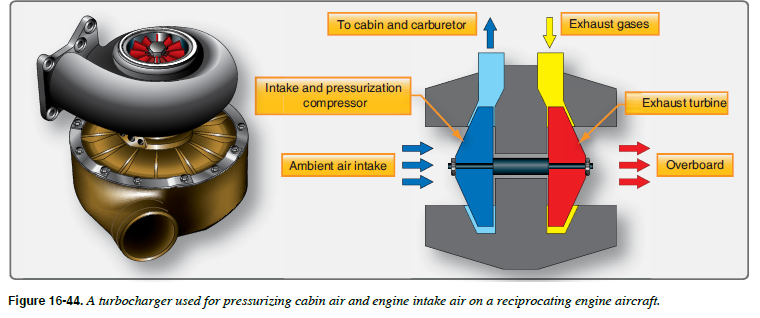 To cabin and carburetor
Exhaust gases
Intake and pressurization
compressor
Exhaust turbine
Ambient air intake
Overboard
Figure 16-44. A turbocharger used for pressurizing cabin air and engine intake air on a reciprocating engine aircraft.